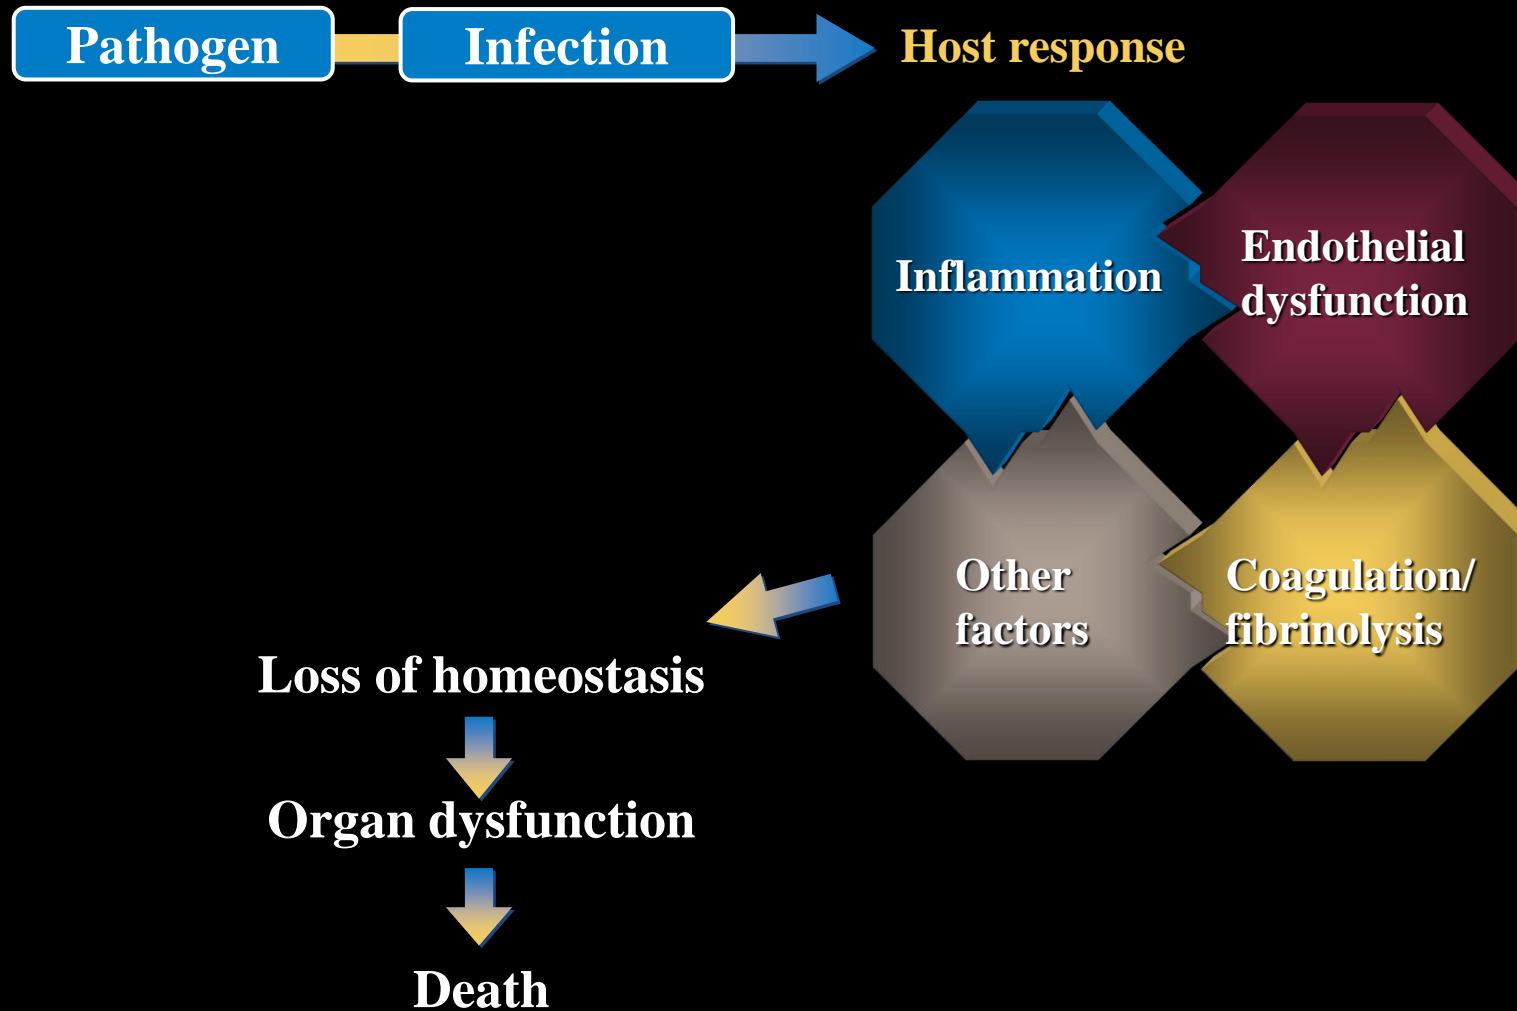 Pathogen
Infection
Host response
Inflammation
Endothelial
dysfunction
Other
factors
Coagulation/
fibrinolysis
Loss of homeostasis
Organ dysfunction
Death